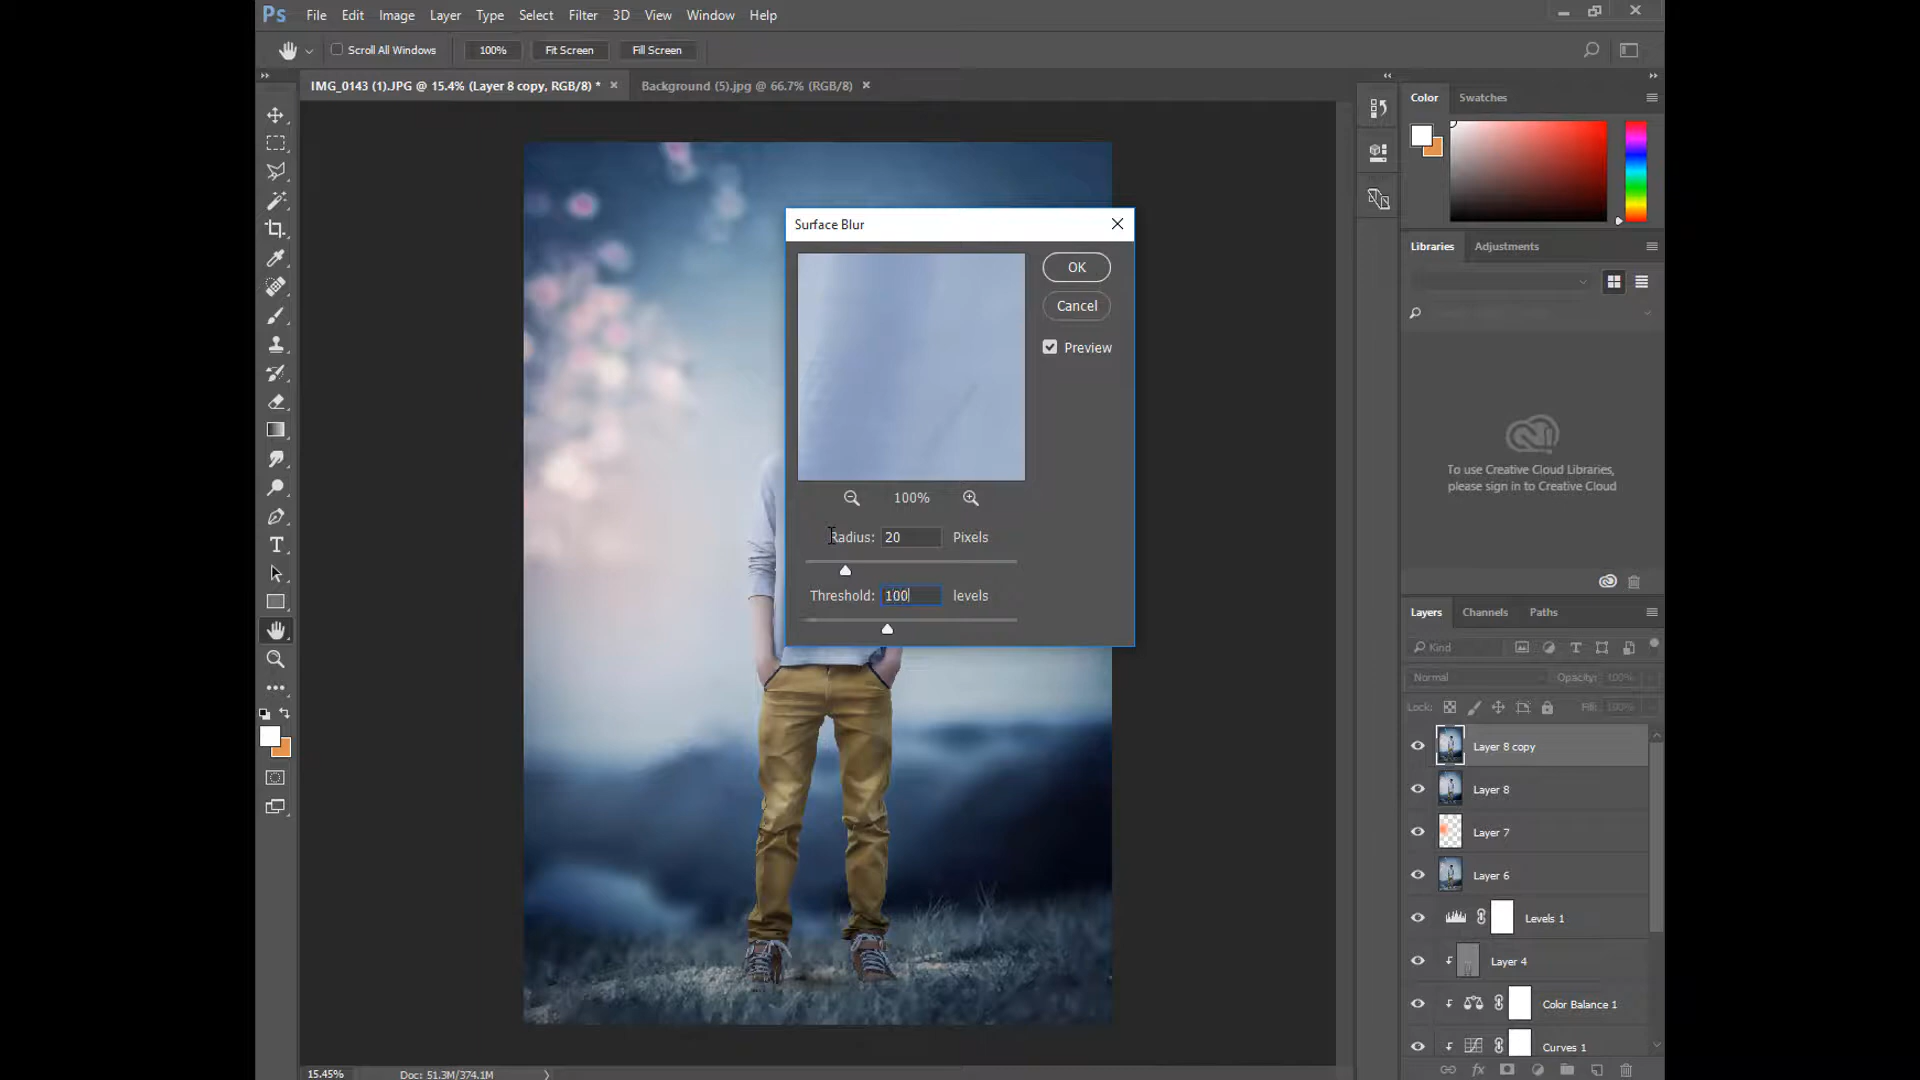 Ps File Edit Image Layer Type Select Filter 3D View Window Help
Scroll All Windows 100% Fit Screen Fill Screen
IMG_0143 (1).JPG @ 15.4% (Layer 8 copy, RGB/8) * × Background (5).jpg @ 66.7% (RGB/8) ×
Color Swatches
Surface Blur
OK
Cancel
Preview
100%
Radius: 20 Pixels
Threshold: 100 levels
Libraries Adjustments
To use Creative Cloud Libraries,
please sign in to Creative Cloud
Layers Channels Paths
Kind
Normal Opacity: 100%
Lock: Fill: 100%
Layer 8 copy
Layer 8
Layer 7
Layer 6
Levels 1
Layer 4
Color Balance 1
Curves 1
fx
15.45% Doc: 51.3M/374.1M